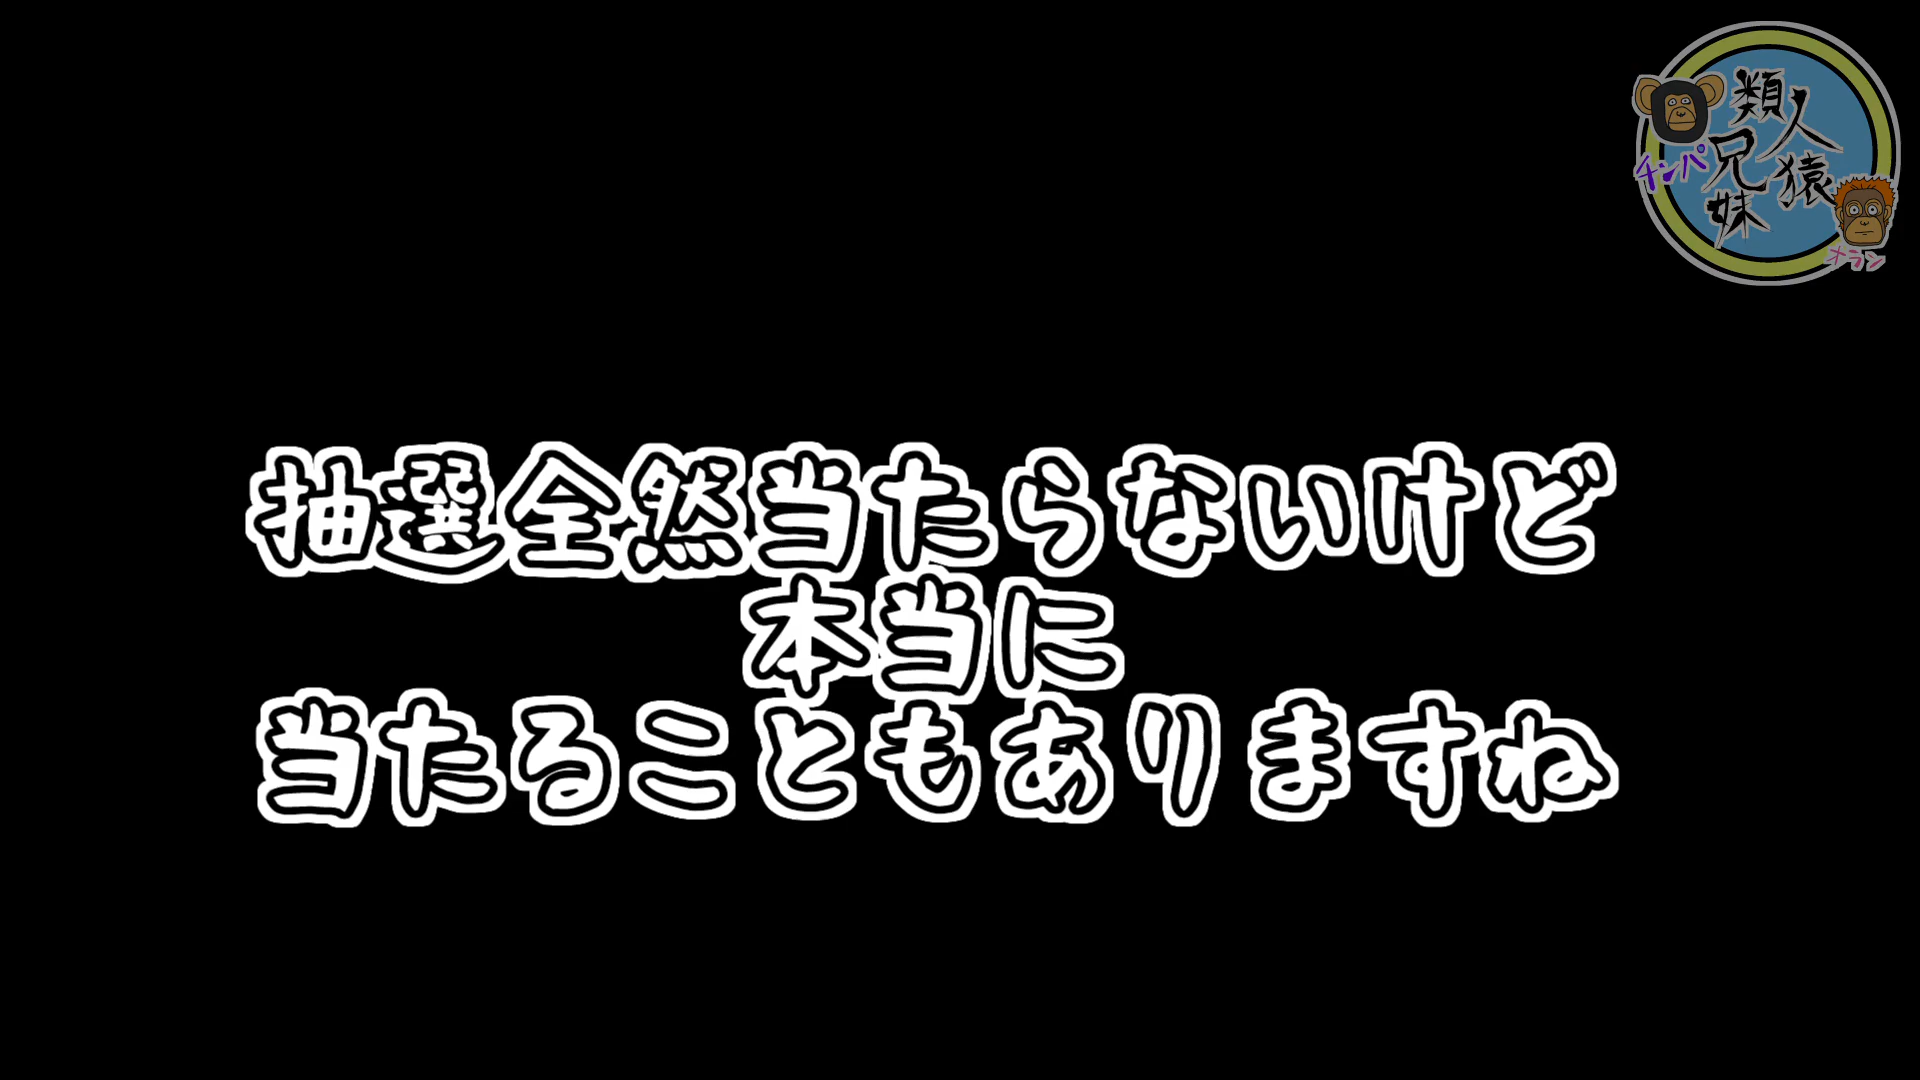 類人猿
兄妹
チンパ
オラン
抽選全然当たらないけど
本当に
当たることもありますね